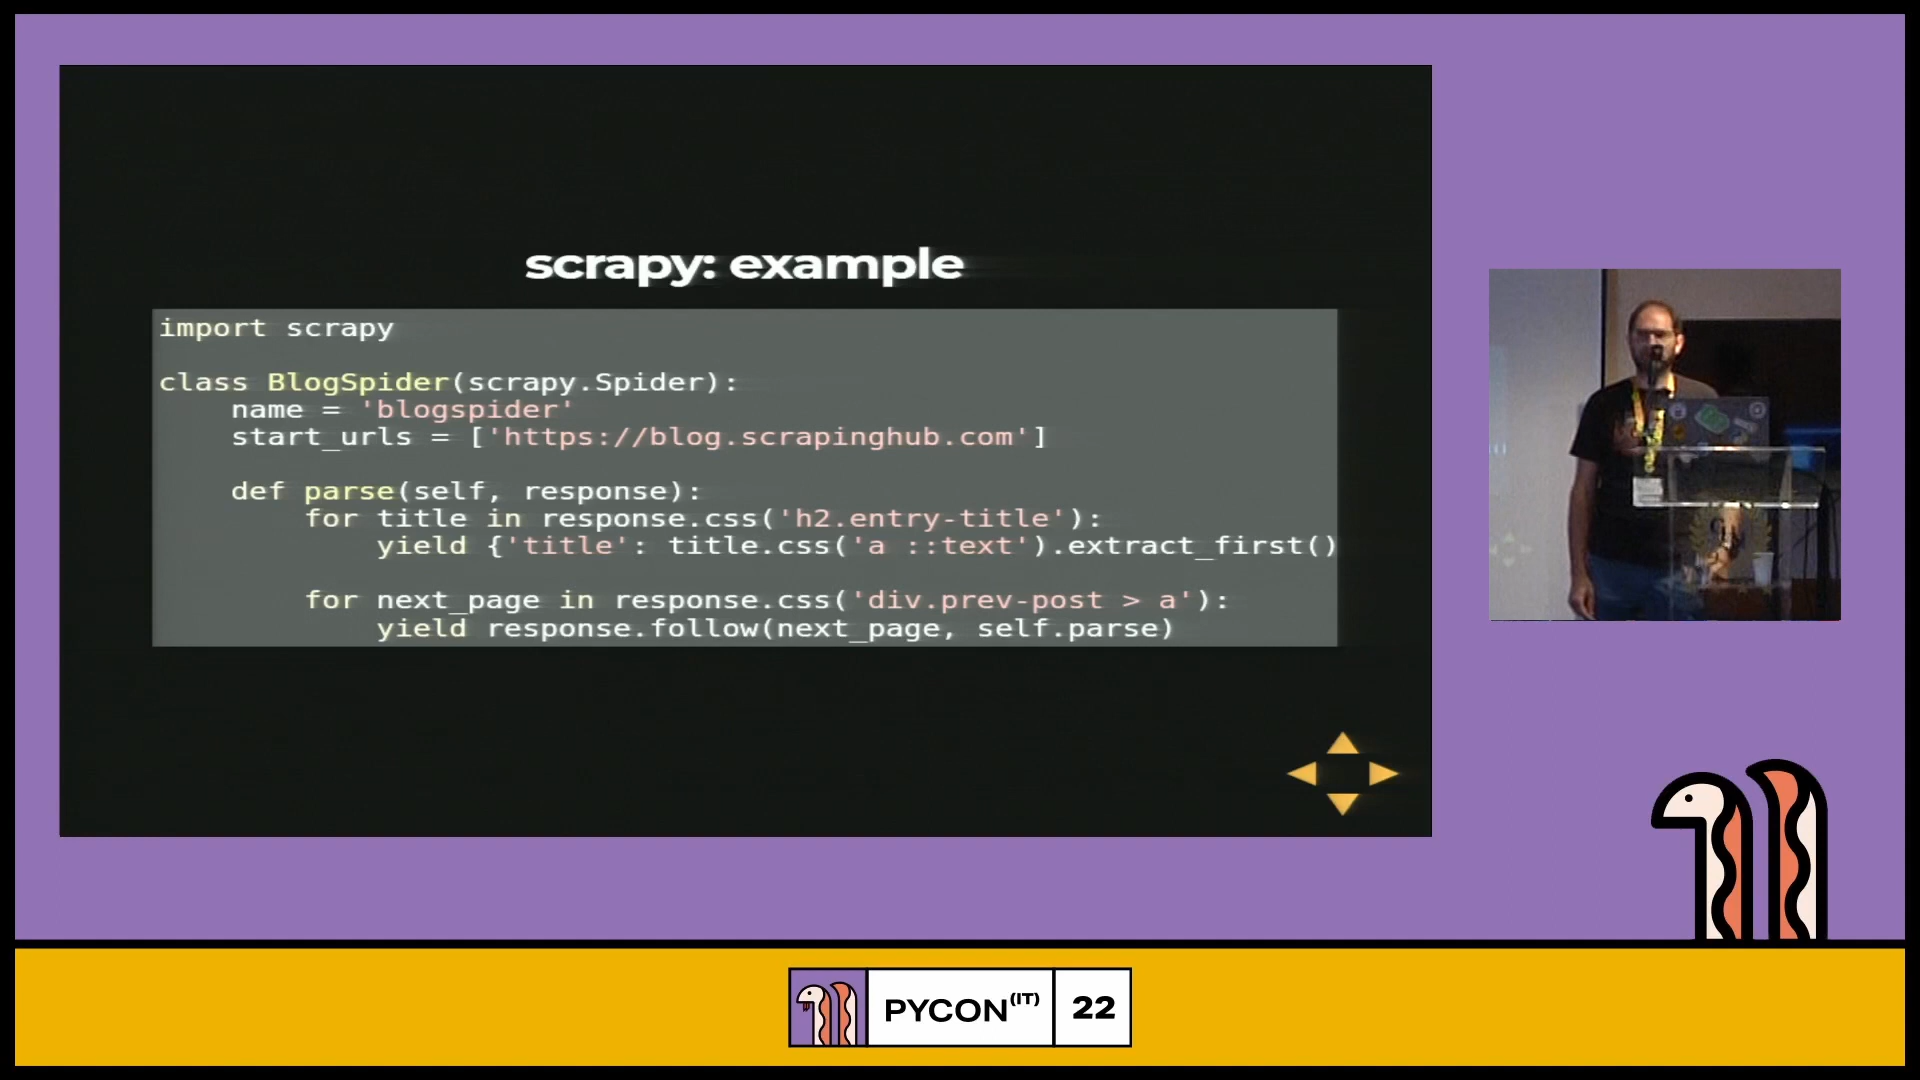 scrapy: example
import scrapy
class BlogSpider(scrapy.Spider):
    name = 'blogspider'
    start_urls = ['https://blog.scrapinghub.com']
    def parse(self, response):
        for title in response.css('h2.entry-title'):
            yield {'title': title.css('a ::text').extract_first()
        for next_page in response.css('div.prev-post > a'):
            yield response.follow(next_page, self.parse)
PYCON(IT) 22